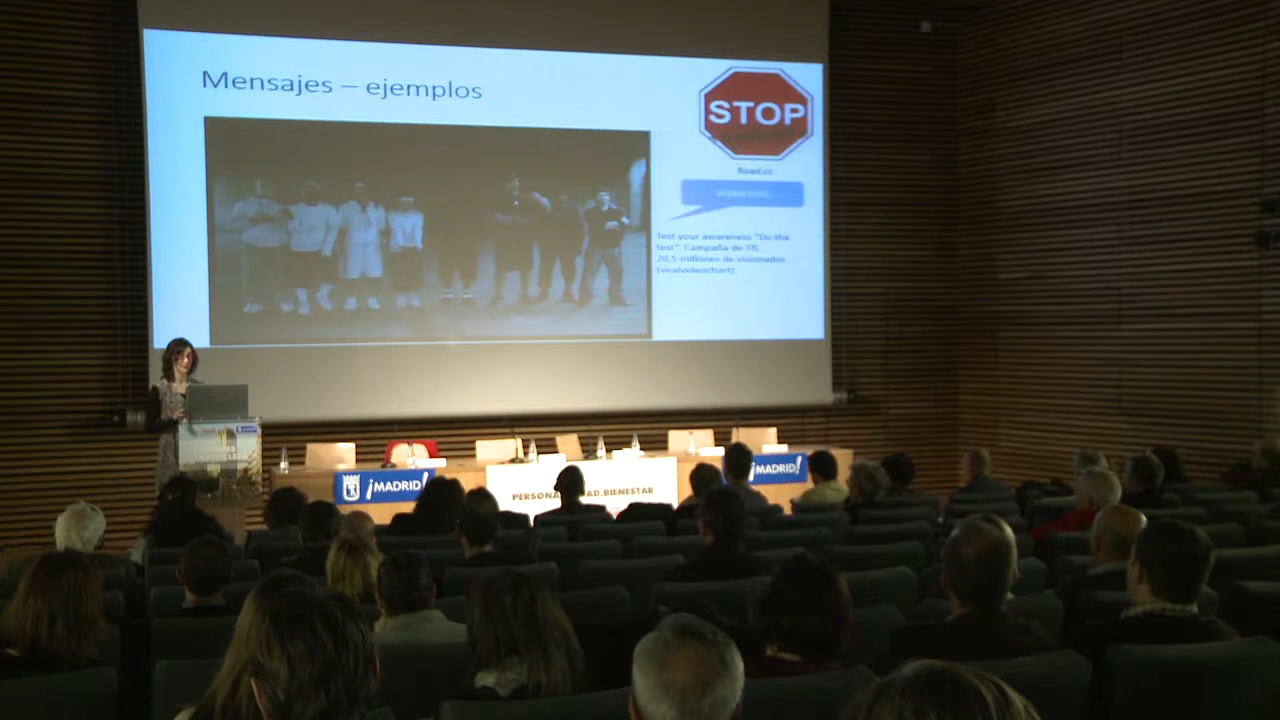 Mensajes – ejemplos
STOP
Road.cc
Test your awareness "Do the
test". Campaña de TfL
20,5 millones de visionados
(viralvideochart)
¡MADRID!
¡MADRID!
BIENESTAR